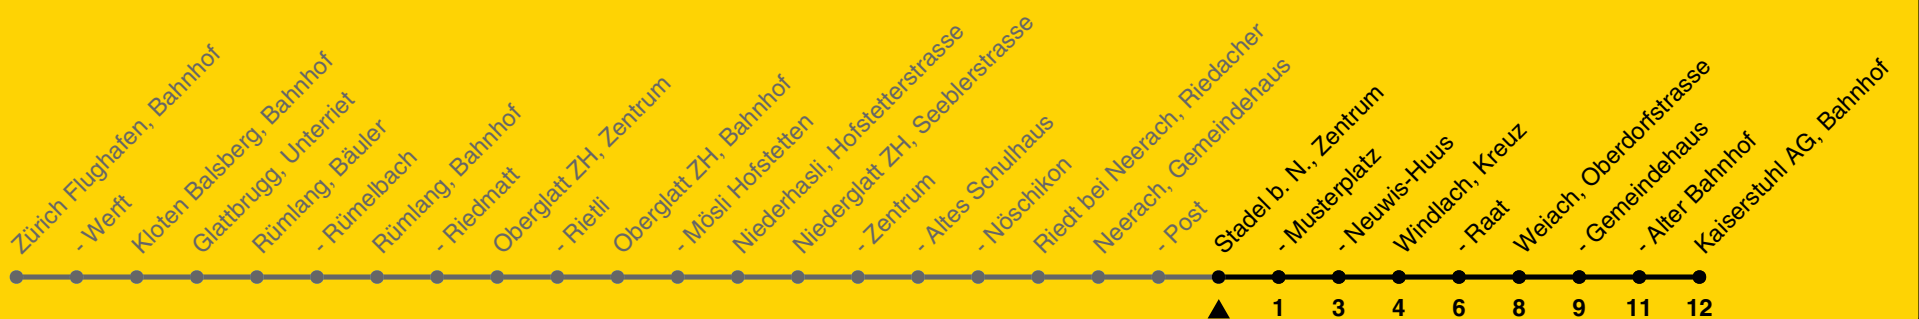 Zürich Flughafen, Bahnhof
- Werft
Kloten Balsberg, Bahnhof
Glattbrugg, Unterriet
Rümlang, Bäuler
- Rümelbach
Rümlang, Bahnhof
- Riedmatt
Oberglatt ZH, Zentrum
- Rietli
Oberglatt ZH, Bahnhof
- Mösli Hofstetten
Niederhasli, Hofstetterstrasse
Niederglatt ZH, Seeblerstrasse
- Zentrum
- Altes Schulhaus
- Nöschikon
Riedt bei Neerach, Riedacher
Neerach, Gemeindehaus
- Post
Stadel b. N., Zentrum
- Musterplatz
- Neuwis-Huus
Windlach, Kreuz
- Raat
Weiach, Oberdorfstrasse
- Gemeindehaus
- Alter Bahnhof
Kaiserstuhl AG, Bahnhof
1 3 4 6 8 9 11 12